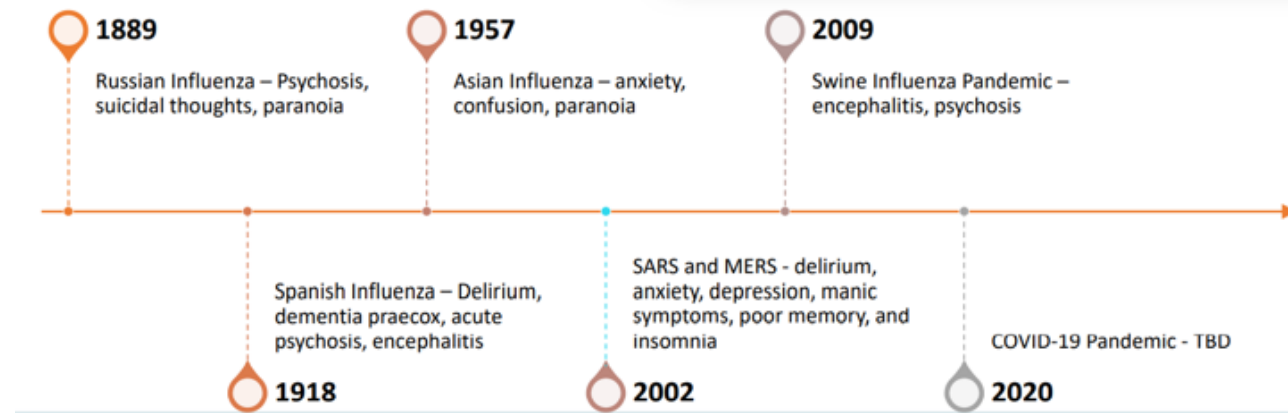 1889
Russian Influenza – Psychosis,
suicidal thoughts, paranoia
1918
Spanish Influenza – Delirium,
dementia praecox, acute
psychosis, encephalitis
1957
Asian Influenza – anxiety,
confusion, paranoia
2002
SARS and MERS - delirium,
anxiety, depression, manic
symptoms, poor memory, and
insomnia
2009
Swine Influenza Pandemic –
encephalitis, psychosis
2020
COVID-19 Pandemic - TBD